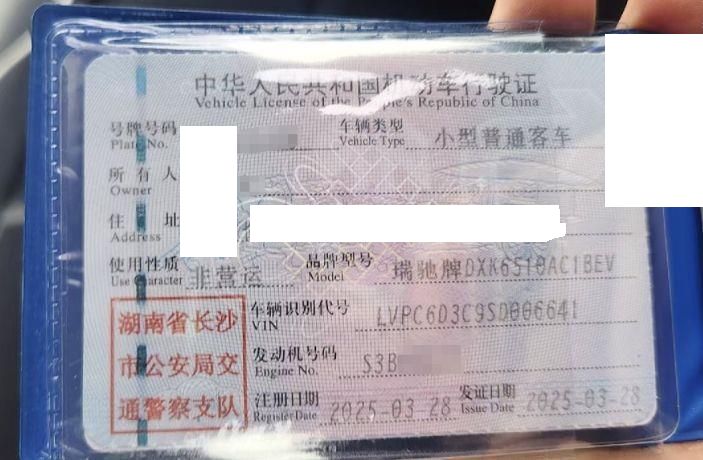 中华人民共和国机动车行驶证
Vehicle License of the People's Republic of China
号牌号码 车辆类型 小型普通客车
Plate No. Vehicle Type
所有人
Owner
住址
Address
使用性质 非营运 品牌型号 瑞驰牌DXK6510AC1BEV
Use Character Model
湖南省长沙 车辆识别代号 LVPC6D3C9SD006641
VIN
市公安局交 发动机号码 S3B
Engine No.
通警察支队 注册日期 2025-03-28 发证日期 2025-03-28
Register Date Issue Date